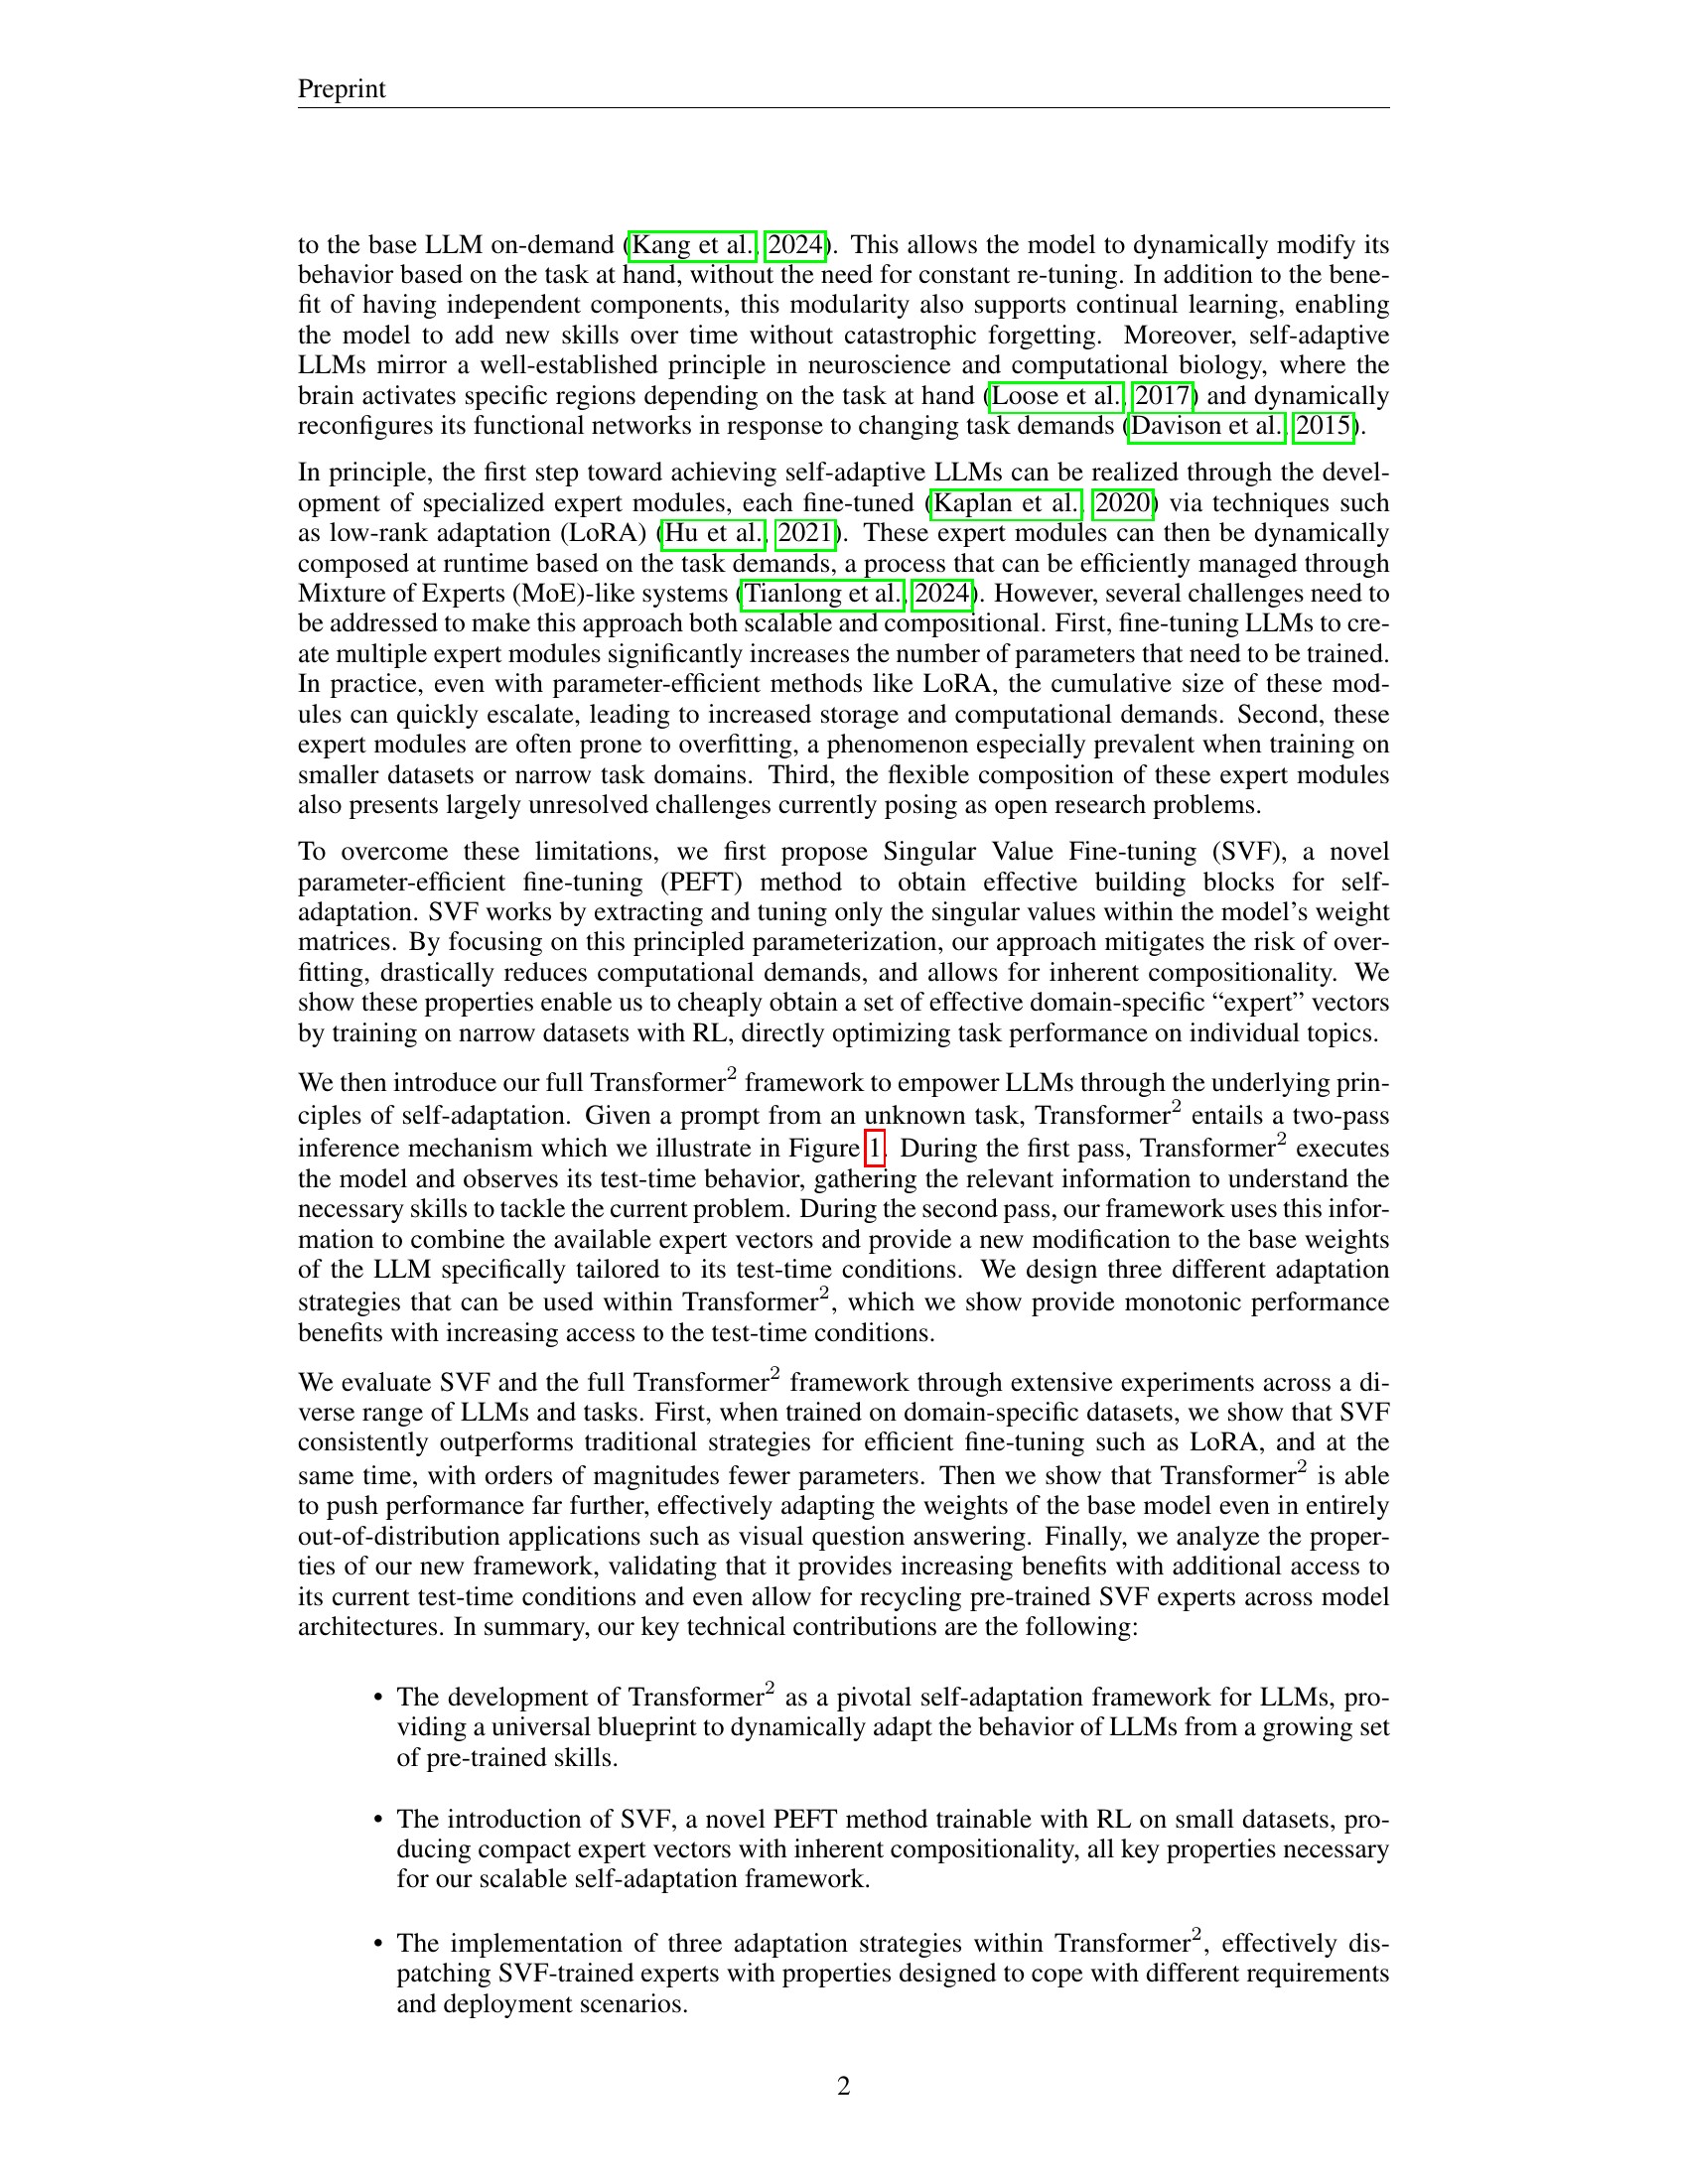 Preprint
to the base LLM on-demand (Kang et al., 2024). This allows the model to dynamically modify its
behavior based on the task at hand, without the need for constant re-tuning. In addition to the bene-
fit of having independent components, this modularity also supports continual learning, enabling
the model to add new skills over time without catastrophic forgetting. Moreover, self-adaptive
LLMs mirror a well-established principle in neuroscience and computational biology, where the
brain activates specific regions depending on the task at hand (Loose et al., 2017) and dynamically
reconfigures its functional networks in response to changing task demands (Davison et al., 2015).
In principle, the first step toward achieving self-adaptive LLMs can be realized through the devel-
opment of specialized expert modules, each fine-tuned (Kaplan et al., 2020) via techniques such
as low-rank adaptation (LoRA) (Hu et al., 2021). These expert modules can then be dynamically
composed at runtime based on the task demands, a process that can be efficiently managed through
Mixture of Experts (MoE)-like systems (Tianlong et al., 2024). However, several challenges need to
be addressed to make this approach both scalable and compositional. First, fine-tuning LLMs to cre-
ate multiple expert modules significantly increases the number of parameters that need to be trained.
In practice, even with parameter-efficient methods like LoRA, the cumulative size of these mod-
ules can quickly escalate, leading to increased storage and computational demands. Second, these
expert modules are often prone to overfitting, a phenomenon especially prevalent when training on
smaller datasets or narrow task domains. Third, the flexible composition of these expert modules
also presents largely unresolved challenges currently posing as open research problems.
To overcome these limitations, we first propose Singular Value Fine-tuning (SVF), a novel
parameter-efficient fine-tuning (PEFT) method to obtain effective building blocks for self-
adaptation. SVF works by extracting and tuning only the singular values within the model's weight
matrices. By focusing on this principled parameterization, our approach mitigates the risk of over-
fitting, drastically reduces computational demands, and allows for inherent compositionality. We
show these properties enable us to cheaply obtain a set of effective domain-specific “expert” vectors
by training on narrow datasets with RL, directly optimizing task performance on individual topics.
We then introduce our full Transformer² framework to empower LLMs through the underlying prin-
ciples of self-adaptation. Given a prompt from an unknown task, Transformer² entails a two-pass
inference mechanism which we illustrate in Figure 1. During the first pass, Transformer² executes
the model and observes its test-time behavior, gathering the relevant information to understand the
necessary skills to tackle the current problem. During the second pass, our framework uses this infor-
mation to combine the available expert vectors and provide a new modification to the base weights
of the LLM specifically tailored to its test-time conditions. We design three different adaptation
strategies that can be used within Transformer², which we show provide monotonic performance
benefits with increasing access to the test-time conditions.
We evaluate SVF and the full Transformer² framework through extensive experiments across a di-
verse range of LLMs and tasks. First, when trained on domain-specific datasets, we show that SVF
consistently outperforms traditional strategies for efficient fine-tuning such as LoRA, and at the
same time, with orders of magnitudes fewer parameters. Then we show that Transformer² is able
to push performance far further, effectively adapting the weights of the base model even in entirely
out-of-distribution applications such as visual question answering. Finally, we analyze the proper-
ties of our new framework, validating that it provides increasing benefits with additional access to
its current test-time conditions and even allow for recycling pre-trained SVF experts across model
architectures. In summary, our key technical contributions are the following:
• The development of Transformer² as a pivotal self-adaptation framework for LLMs, pro-
viding a universal blueprint to dynamically adapt the behavior of LLMs from a growing set
of pre-trained skills.
• The introduction of SVF, a novel PEFT method trainable with RL on small datasets, pro-
ducing compact expert vectors with inherent compositionality, all key properties necessary
for our scalable self-adaptation framework.
• The implementation of three adaptation strategies within Transformer², effectively dis-
patching SVF-trained experts with properties designed to cope with different requirements
and deployment scenarios.
2